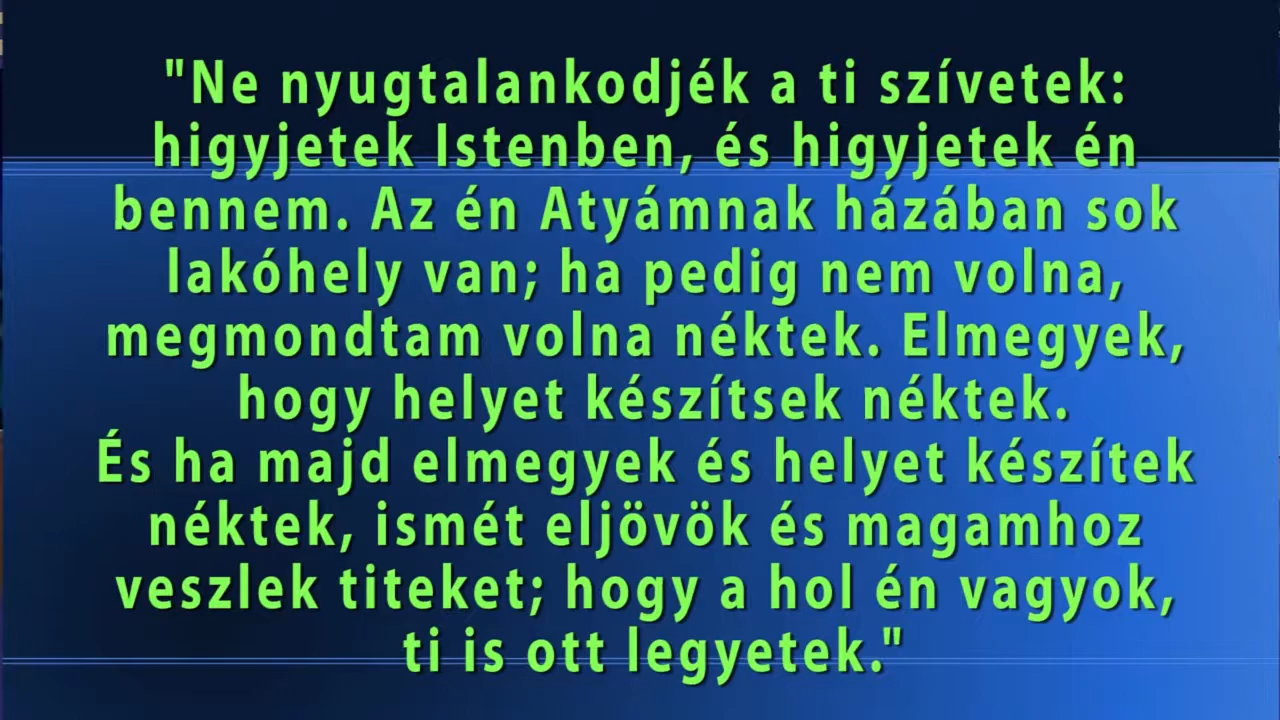 "Ne nyugtalankodjék a ti szívetek:
higyjetek Istenben, és higyjetek én
bennem. Az én Atyámnak házában sok
lakóhely van; ha pedig nem volna,
megmondtam volna néktek. Elmegyek,
hogy helyet készítsek néktek.
És ha majd elmegyek és helyet készítek
néktek, ismét eljövök és magamhoz
veszlek titeket; hogy a hol én vagyok,
ti is ott legyetek."